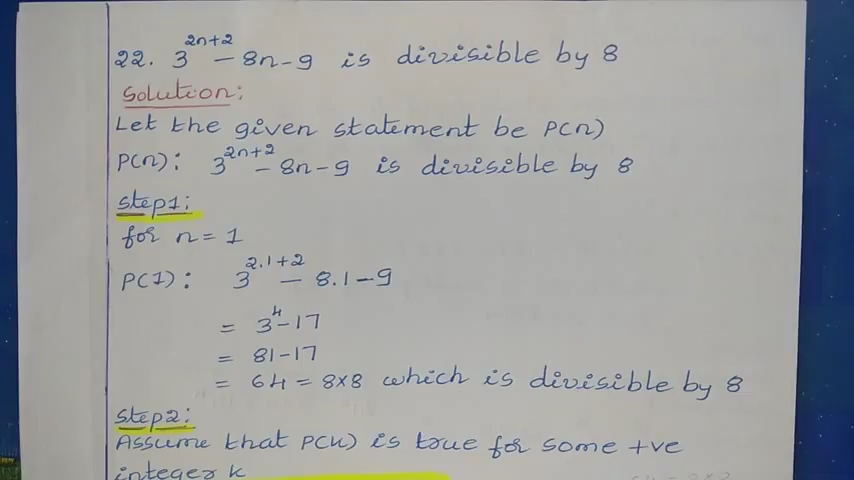 22. 3^{2n+2} - 8n - 9 is divisible by 8
Solution:
Let the given statement be P(n)
P(n): 3^{2n+2} - 8n - 9 is divisible by 8
Step1:
for n = 1
P(1): 3^{2.1+2} - 8.1 - 9
= 3^4 - 17
= 81 - 17
= 64 = 8×8 which is divisible by 8
Step2:
Assume that P(k) is true for some +ve
integer k